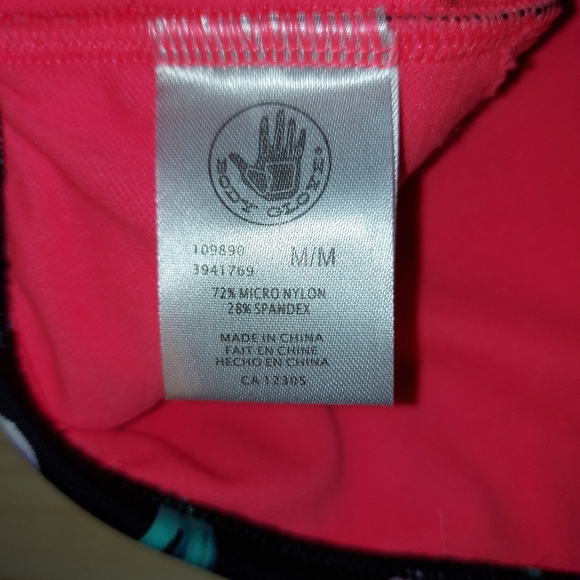 BODY GLOVE®
109890 M/M
3941769
72% MICRO NYLON
28% SPANDEX
MADE IN CHINA
FAIT EN CHINE
HECHO EN CHINA
CA 12305